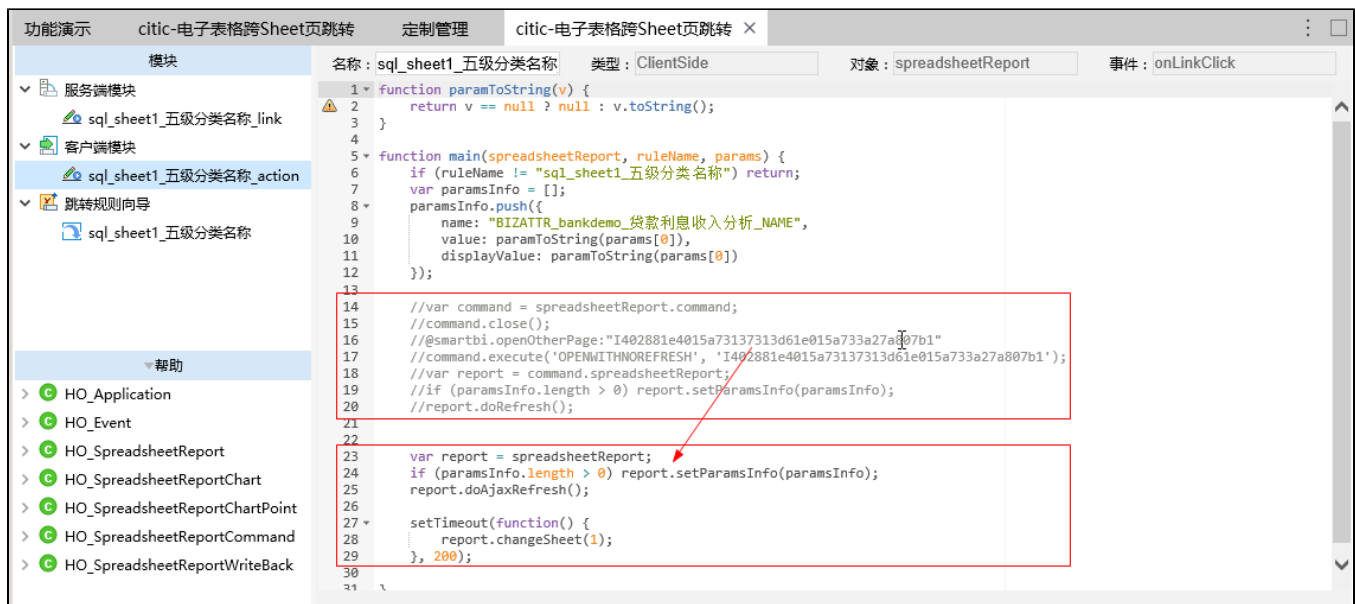 功能演示 citic-电子表格跨Sheet页跳转 定制管理 citic-电子表格跨Sheet页跳转 ×
模块
服务端模块
sql_sheet1_五级分类名称_link
客户端模块
sql_sheet1_五级分类名称_action
跳转规则向导
sql_sheet1_五级分类名称
帮助
HO_Application
HO_Event
HO_SpreadsheetReport
HO_SpreadsheetReportChart
HO_SpreadsheetReportChartPoint
HO_SpreadsheetReportCommand
HO_SpreadsheetReportWriteBack
名称：sql_sheet1_五级分类名称 类型：ClientSide 对象：spreadsheetReport 事件：onLinkClick
1 function paramToString(v) {
2 return v == null ? null : v.toString();
3 }
4
5 function main(spreadsheetReport, ruleName, params) {
6 if (ruleName != "sql_sheet1_五级分类名称") return;
7 var paramsInfo = [];
8 paramsInfo.push({
9 name: "BIZATTR_bankdemo_贷款利息收入分析_NAME",
10 value: paramToString(params[0]),
11 displayValue: paramToString(params[0])
12 });
13
14 //var command = spreadsheetReport.command;
15 //command.close();
16 //@smartbi.openOtherPage:"I402881e4015a73137313d61e015a733a27a807b1"
17 //command.execute('OPENWITHNOREFRESH', 'I402881e4015a73137313d61e015a733a27a807b1');
18 //var report = command.spreadsheetReport;
19 //if (paramsInfo.length > 0) report.setParamsInfo(paramsInfo);
20 //report.doRefresh();
21
22
23 var report = spreadsheetReport;
24 if (paramsInfo.length > 0) report.setParamsInfo(paramsInfo);
25 report.doAjaxRefresh();
26
27 setTimeout(function() {
28 report.changeSheet(1);
29 }, 200);
30
31 }